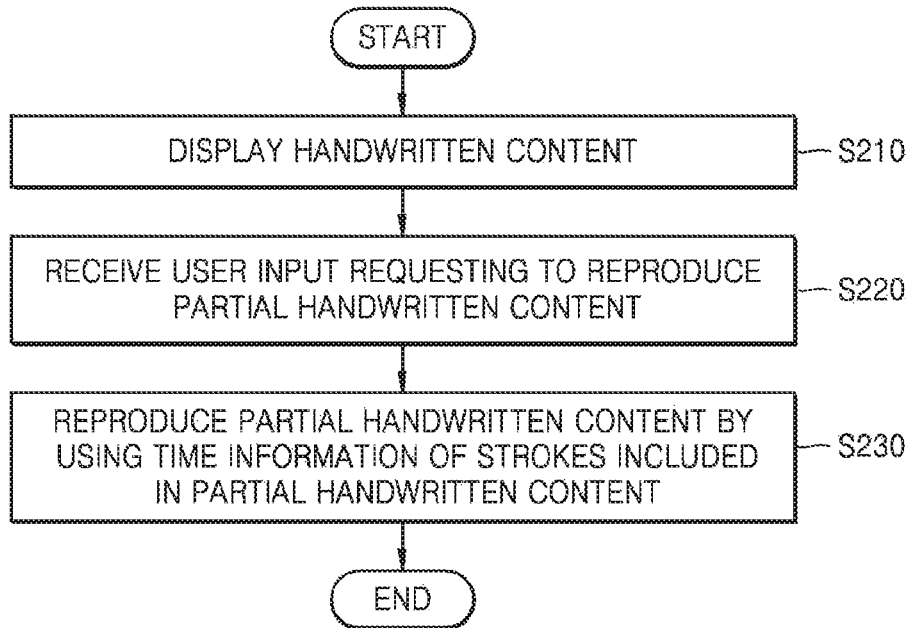 START
DISPLAY HANDWRITTEN CONTENT
S210
RECEIVE USER INPUT REQUESTING TO REPRODUCE
PARTIAL HANDWRITTEN CONTENT
S220
REPRODUCE PARTIAL HANDWRITTEN CONTENT BY
USING TIME INFORMATION OF STROKES INCLUDED
IN PARTIAL HANDWRITTEN CONTENT
S230
END